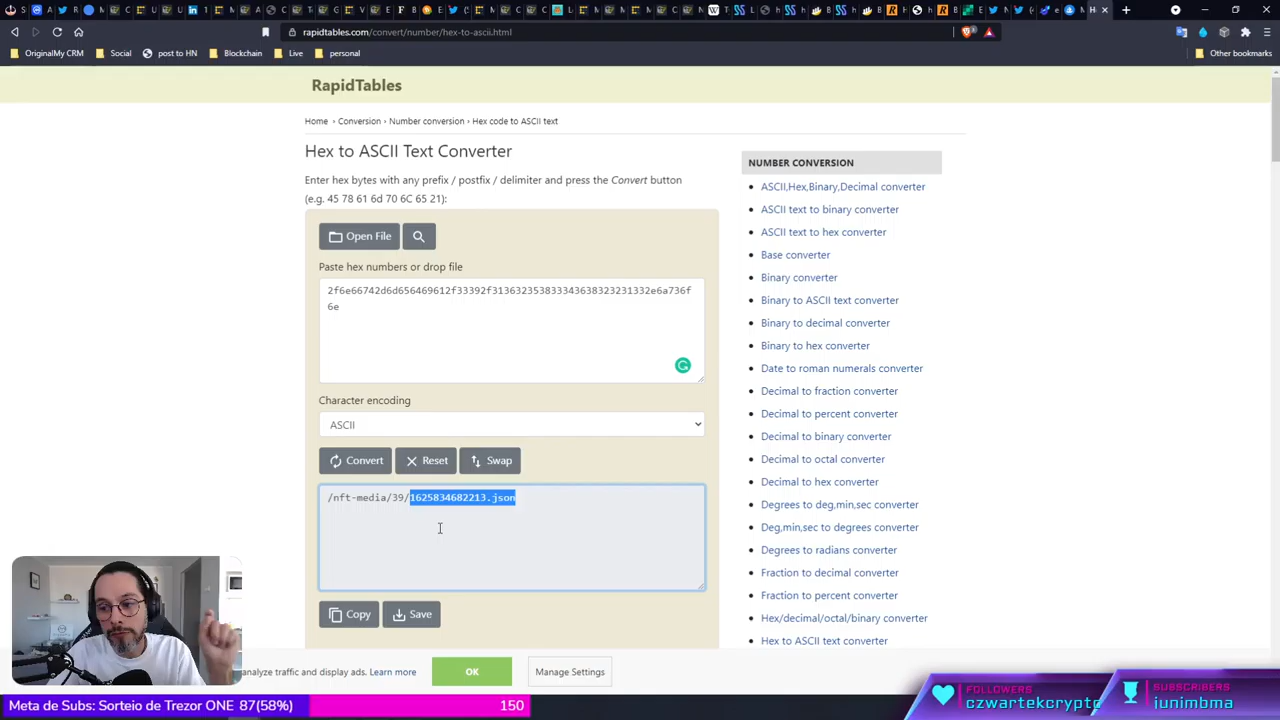 rapidtables.com/convert/number/hex-to-ascii.html
OriginalMy CRM
Social
post to HN
Blockchain
Live
personal
Other bookmarks
RapidTables
Home › Conversion › Number conversion › Hex code to ASCII text
Hex to ASCII Text Converter
Enter hex bytes with any prefix / postfix / delimiter and press the Convert button
(e.g. 45 78 61 6d 70 6C 65 21):
Open File
Paste hex numbers or drop file
2f6e66742d6d656469612f33392f313632353833343638323231332e6a736f
6e
Character encoding
ASCII
Convert
Reset
Swap
/nft-media/39/1625834682213.json
Copy
Save
NUMBER CONVERSION
ASCII,Hex,Binary,Decimal converter
ASCII text to binary converter
ASCII text to hex converter
Base converter
Binary converter
Binary to ASCII text converter
Binary to decimal converter
Binary to hex converter
Date to roman numerals converter
Decimal to fraction converter
Decimal to percent converter
Decimal to binary converter
Decimal to octal converter
Decimal to hex converter
Degrees to deg,min,sec converter
Deg,min,sec to degrees converter
Degrees to radians converter
Fraction to decimal converter
Fraction to percent converter
Hex/decimal/octal/binary converter
Hex to ASCII text converter
analyze traffic and display ads. Learn more
OK
Manage Settings
Meta de Subs: Sorteio de Trezor ONE 87(58%)
150
FOLLOWERS
czwartekcrypto
SUBSCRIBERS
junimbma